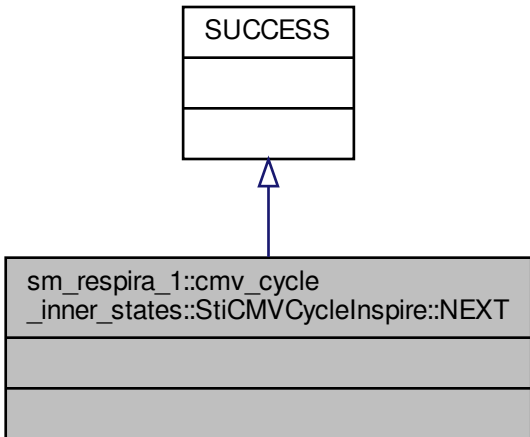 SUCCESS
sm_respira_1::cmv_cycle
_inner_states::StiCMVCycleInspire::NEXT